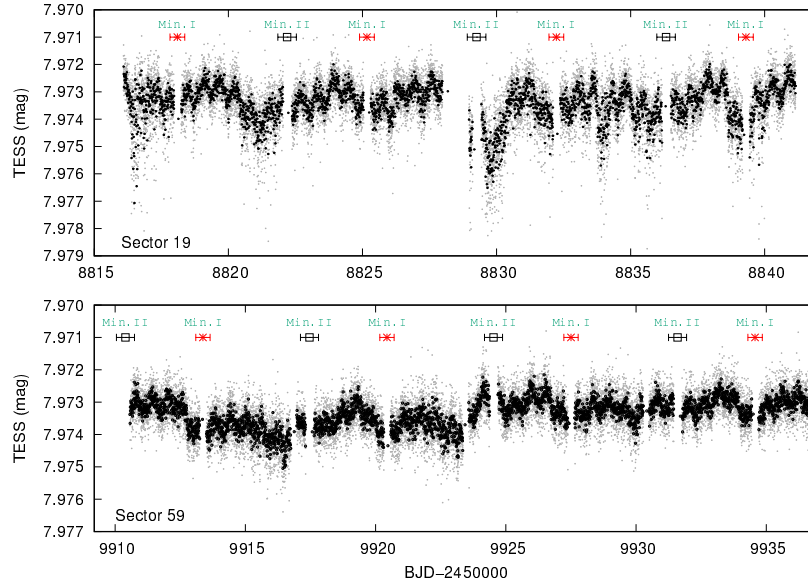 7.970
7.971
7.972
7.973
7.974
7.975
7.976
7.977
7.978
7.979
TESS (mag)
Min.I Min.II Min.I Min.II Min.I Min.II Min.I
Sector 19
8815 8820 8825 8830 8835 8840
7.970
7.971
7.972
7.973
7.974
7.975
7.976
7.977
TESS (mag)
Min.II Min.I Min.II Min.I Min.II Min.I Min.II Min.I
Sector 59
9910 9915 9920 9925 9930 9935
BJD−2450000